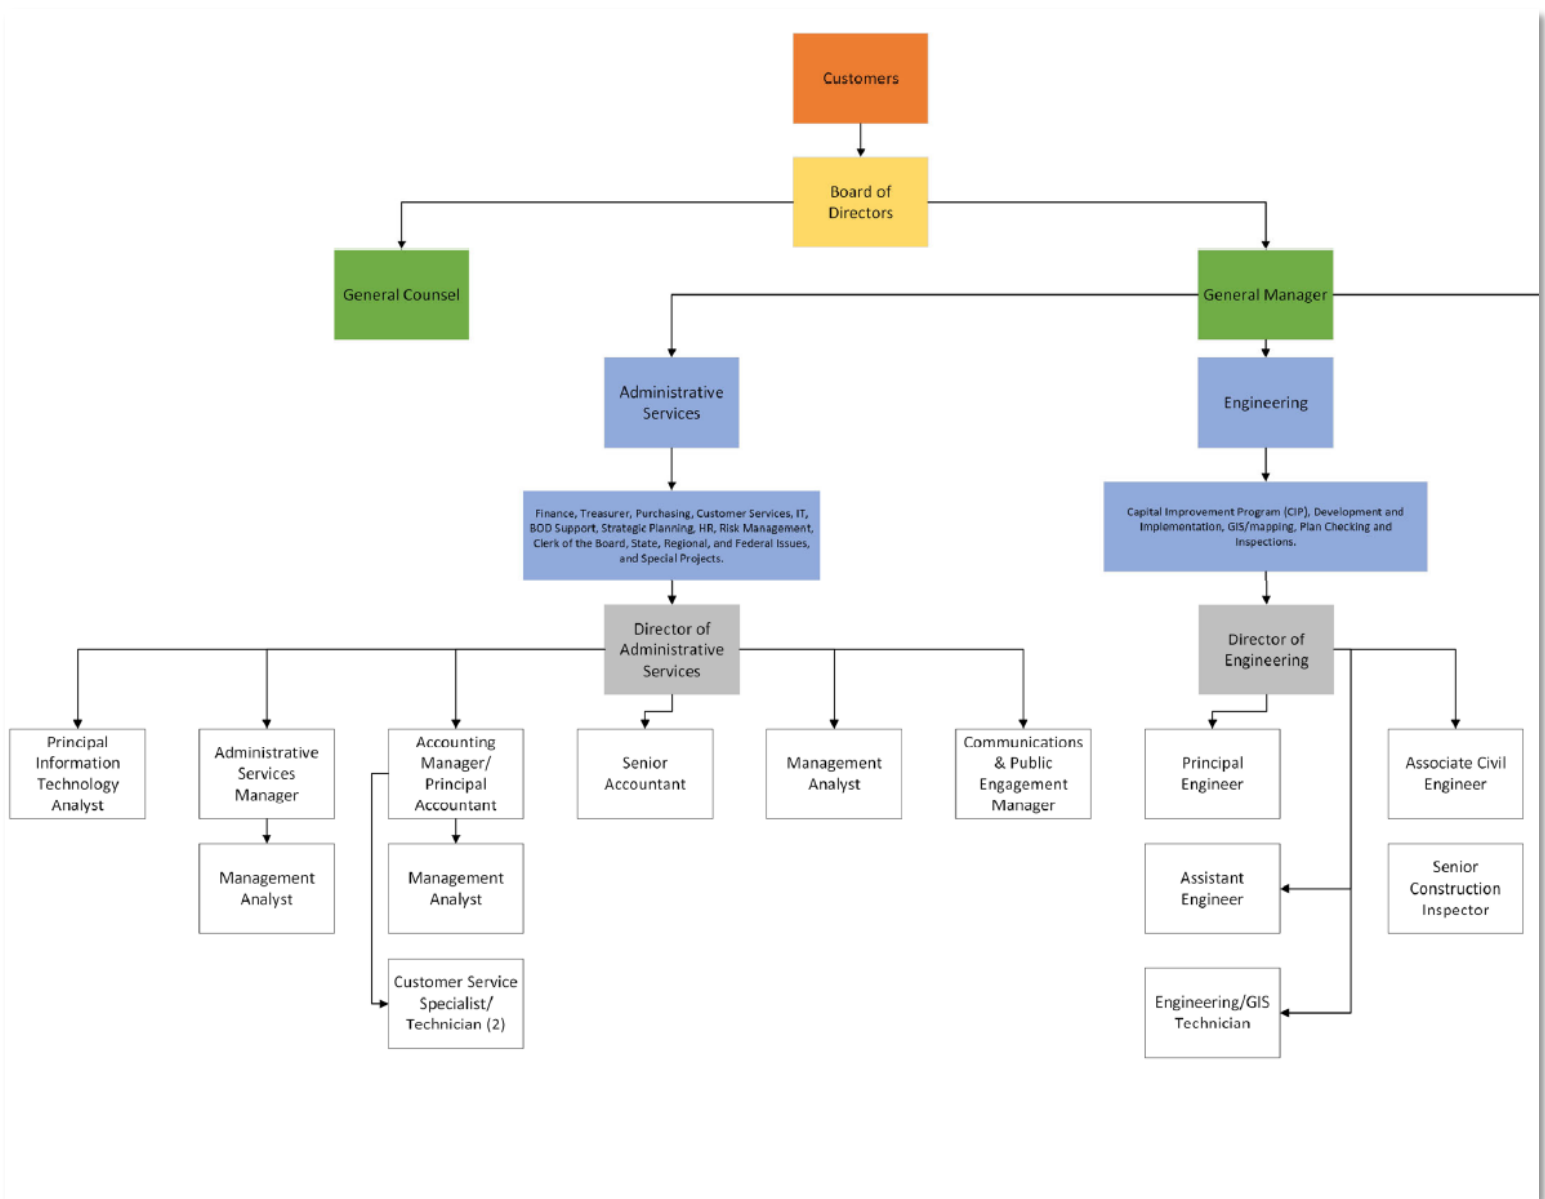 Customers
Board of
Directors
General Counsel
General Manager
Administrative
Services
Engineering
Finance, Treasurer, Purchasing, Customer Services, IT,
BOD Support, Strategic Planning, HR, Risk Management,
Clerk of the Board, State, Regional, and Federal Issues,
and Special Projects.
Capital Improvement Program (CIP), Development and
Implementation, GIS/mapping, Plan Checking and
Inspections.
Director of
Administrative
Services
Director of
Engineering
Principal
Information
Technology
Analyst
Administrative
Services
Manager
Accounting
Manager/
Principal
Accountant
Senior
Accountant
Management
Analyst
Communications
& Public
Engagement
Manager
Principal
Engineer
Associate Civil
Engineer
Management
Analyst
Management
Analyst
Assistant
Engineer
Senior
Construction
Inspector
Customer Service
Specialist/
Technician (2)
Engineering/GIS
Technician